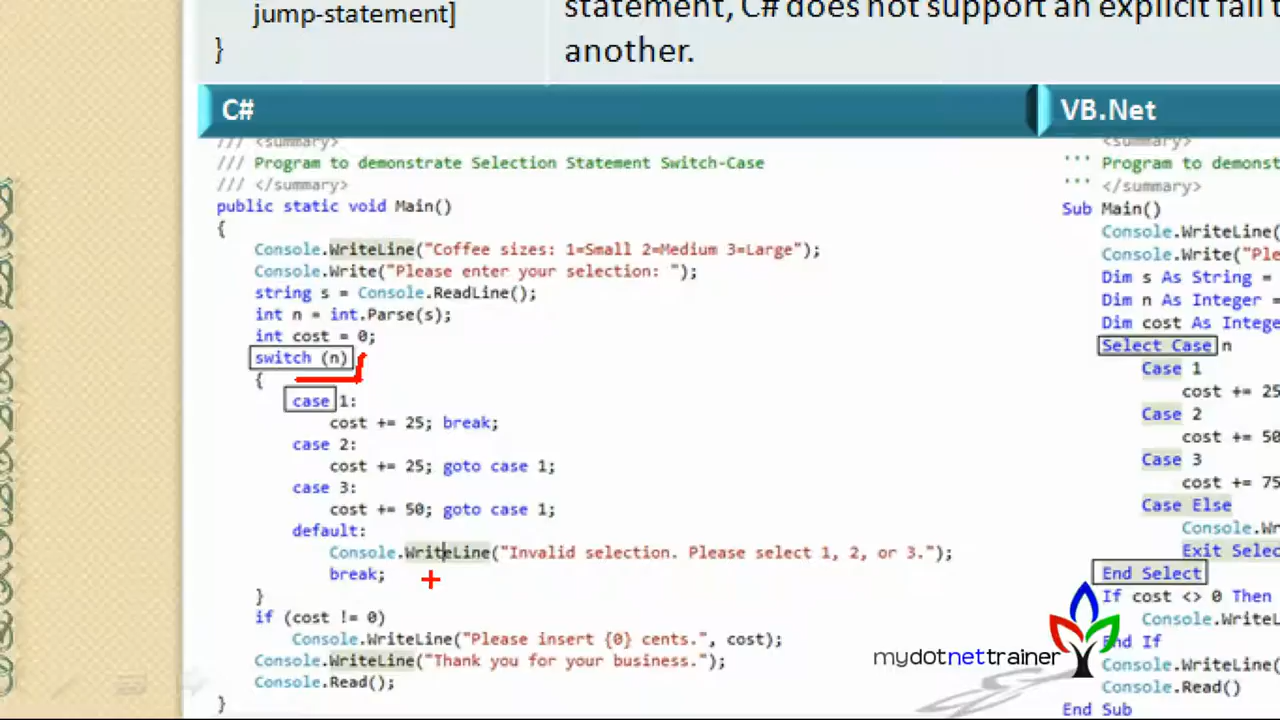 jump-statement]
}
statement, C# does not support an explicit fall t
another.
C#
/// <summary>
/// Program to demonstrate Selection Statement Switch-Case
/// </summary>
public static void Main()
{
Console.WriteLine("Coffee sizes: 1=Small 2=Medium 3=Large");
Console.Write("Please enter your selection: ");
string s = Console.ReadLine();
int n = int.Parse(s);
int cost = 0;
switch (n)
{
case 1:
cost += 25; break;
case 2:
cost += 25; goto case 1;
case 3:
cost += 50; goto case 1;
default:
Console.WriteLine("Invalid selection. Please select 1, 2, or 3.");
break;
}
if (cost != 0)
Console.WriteLine("Please insert {0} cents.", cost);
Console.WriteLine("Thank you for your business.");
Console.Read();
}
VB.Net
<summary>
''' Program to demonst
''' </summary>
Sub Main()
Console.WriteLine(
Console.Write("Ple
Dim s As String =
Dim n As Integer =
Dim cost As Intege
Select Case n
Case 1
cost += 25
Case 2
cost += 50
Case 3
cost += 75
Case Else
Console.Wr
Exit Selec
End Select
If cost <> 0 Then
Console.WriteL
End If
Console.WriteLine(
Console.Read()
End Sub
mydotnettrainer